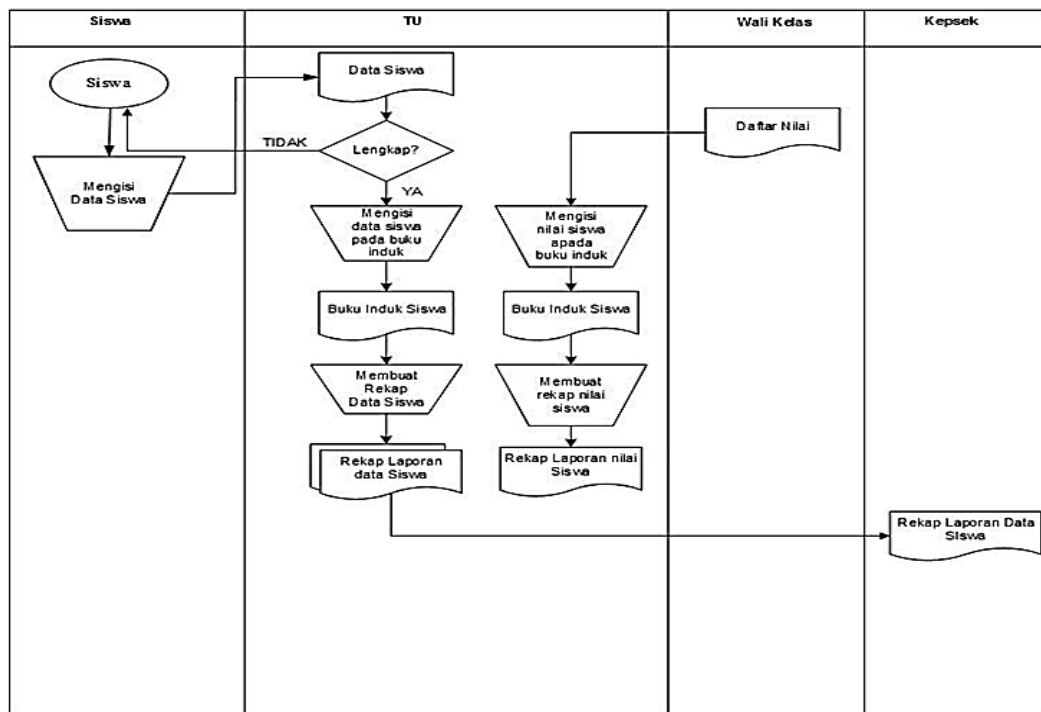 Siswa
TU
Wali Kelas
Kepsek
Siswa
Mengisi
Data Siswa
Data Siswa
Lengkap?
TIDAK
YA
Mengisi
data siswa
pada buku
induk
Buku Induk Siswa
Membuat
Rekap
Data Siswa
Rekap Laporan
data Siswa
Daftar Nilai
Mengisi
nilai siswa
apada
buku induk
Buku Induk Siswa
Membuat
rekap nilai
siswa
Rekap Laporan nilai
Siswa
Rekap Laporan Data
SIswa